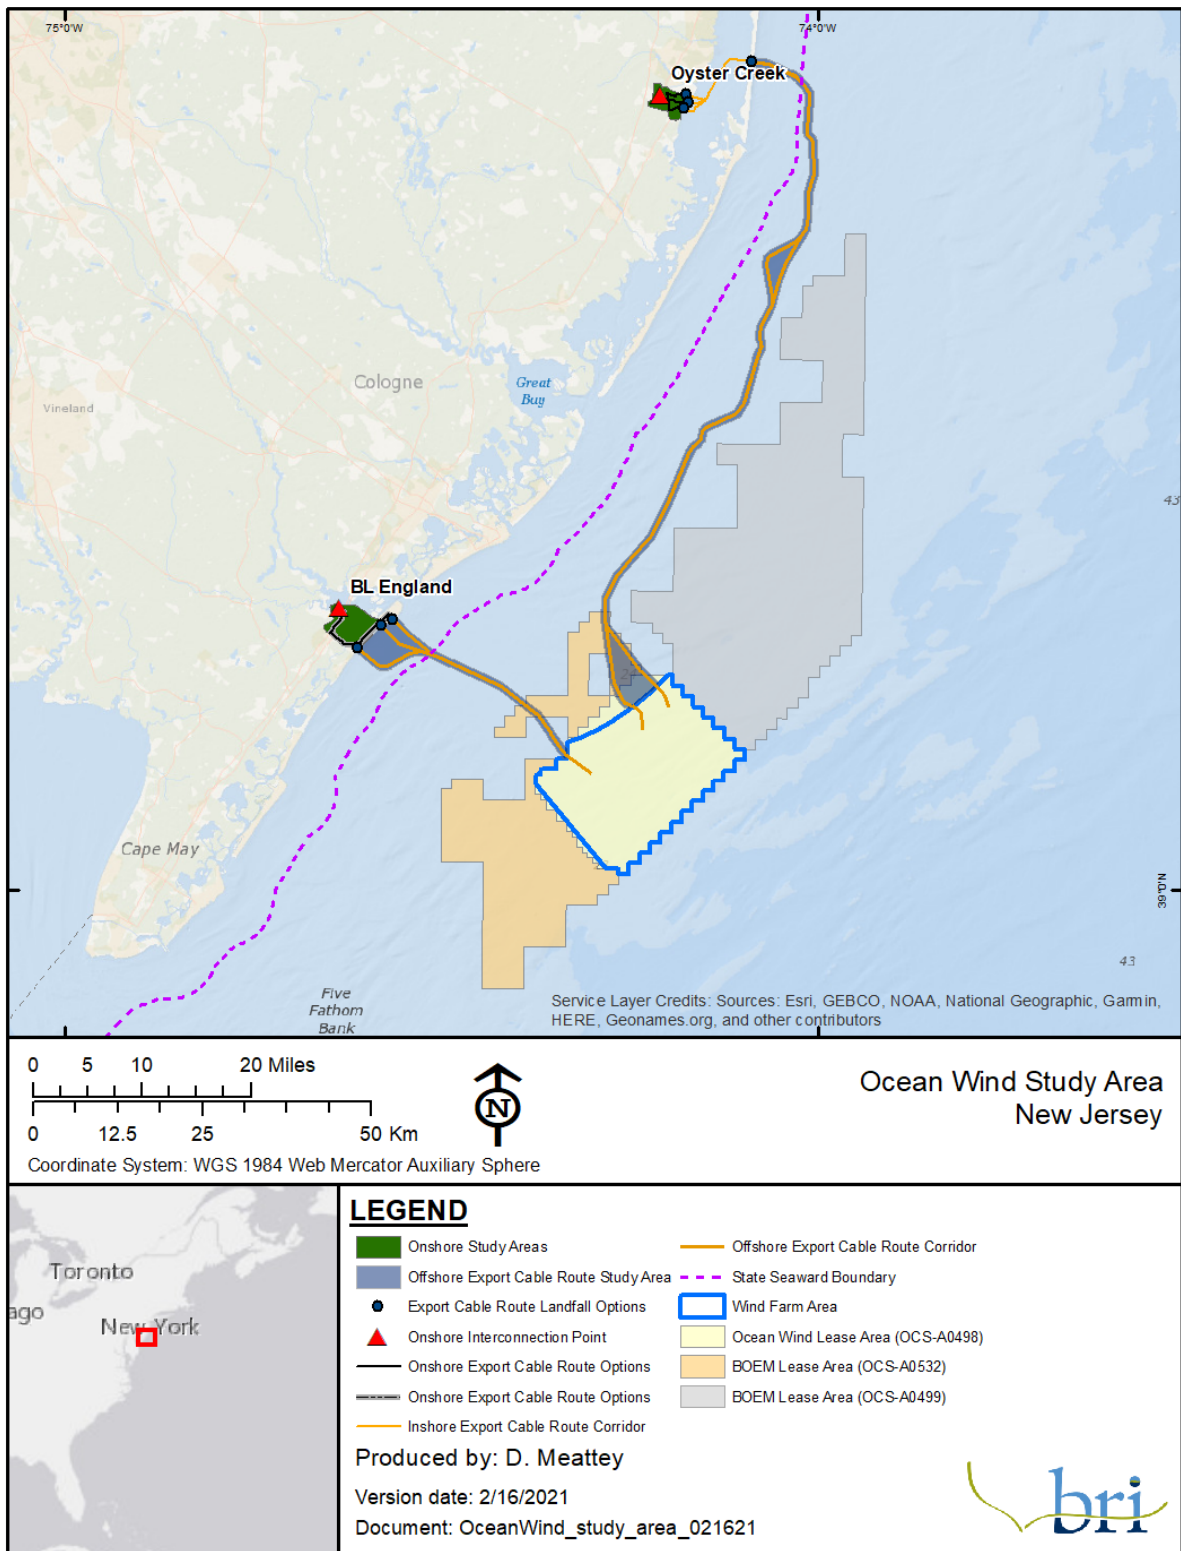 75°0'W
74°0'W
Oyster Creek
Cologne
Great
Bay
Vineland
43
BL England
Cape May
39°0'N
43
Five
Fathom
Bank
Service Layer Credits: Sources: Esri, GEBCO, NOAA, National Geographic, Garmin,
HERE, Geonames.org, and other contributors
0 5 10 20 Miles
0 12.5 25 50 Km
Coordinate System: WGS 1984 Web Mercator Auxiliary Sphere
N
Ocean Wind Study Area
New Jersey
Toronto
ago
New York
LEGEND
Onshore Study Areas
Offshore Export Cable Route Study Area
Export Cable Route Landfall Options
Onshore Interconnection Point
Onshore Export Cable Route Options
Onshore Export Cable Route Options
Inshore Export Cable Route Corridor
Offshore Export Cable Route Corridor
State Seaward Boundary
Wind Farm Area
Ocean Wind Lease Area (OCS-A0498)
BOEM Lease Area (OCS-A0532)
BOEM Lease Area (OCS-A0499)
Produced by: D. Meattey
Version date: 2/16/2021
Document: OceanWind_study_area_021621
bri